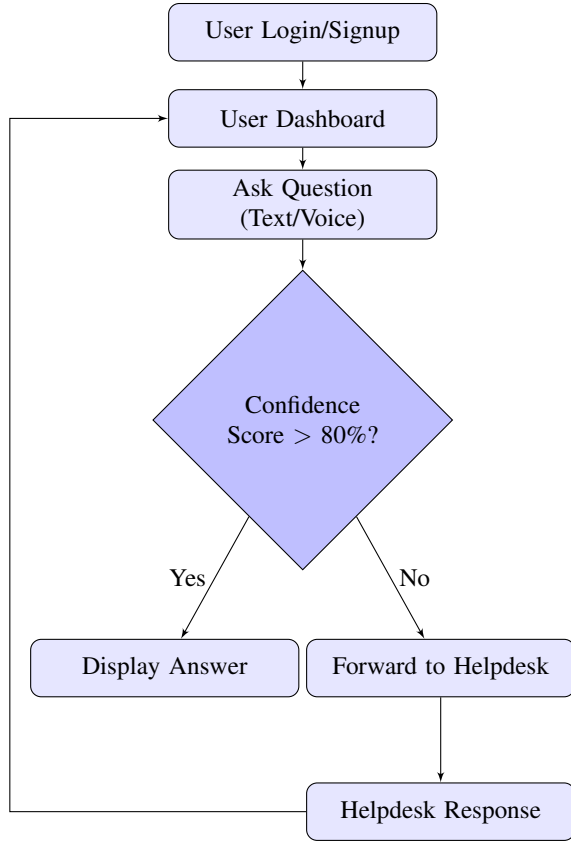 User Login/Signup
User Dashboard
Ask Question
(Text/Voice)
Confidence
Score > 80%?
Yes
No
Display Answer
Forward to Helpdesk
Helpdesk Response